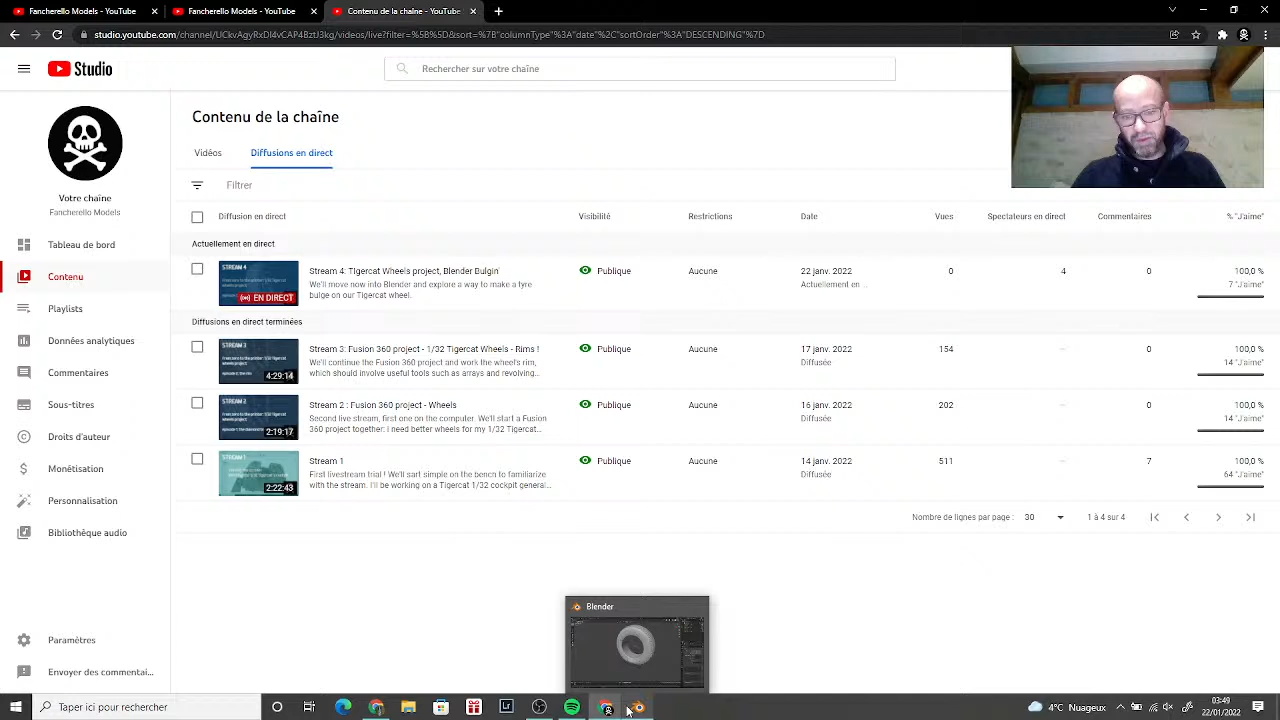 Fancherello Models - YouTube
Fancherello Models - YouTube
Contenu de la chaîne - YouTube
studio.youtube.com/channel/UCkvAgyRxDl4vCAP4BztJ3kg/videos/live?filter=%5B%5D&sort=%7B"columnType"%3A"date"%2C"sortOrder"%3A"DESCENDING"%7D
Studio
Rechercher sur votre chaîne
Votre chaîne
Fancherello Models
Tableau de bord
Contenu
Playlists
Données analytiques
Commentaires
Sous-titres
Droits d'auteur
Monétisation
Personnalisation
Bibliothèque audio
Paramètres
Envoyer des commentai...
Contenu de la chaîne
Vidéos
Diffusions en direct
Filtrer
Diffusion en direct
Visibilité
Restrictions
Date
Vues
Spectateurs en direct
Commentaires
% "J'aime"
Actuellement en direct
STREAM 4
EN DIRECT
Stream 4: Tigercat Wheels project, Blender Bulgin...
We'll move now into Blender and explore a way to make a tyre
bulge on our Tigercat wheel.
Publique
Aucune
22 janv. 2022
Actuellement en ...
4
100,0 %
7 "J'aime"
Diffusions en direct terminées
STREAM 3
4:29:14
Stream 3: Fusion 360 project - 1/32 Tigercat Wheels - rims !
We'll continue the Fusion 360 project and work the wheel's rim,
which should involve useful tools such as arrays and revolving,...
Publique
Aucune
17 janv. 2022
Diffusée
0
100,0 %
14 "J'aime"
STREAM 2
2:19:17
Stream 2 : Fusion 360 project - Wheels
Second live stream, first one on the computer. We'll start a Fusion
360 project together: I need better wheels for my 1/32 Tigercat...
Publique
Aucune
16 janv. 2022
Diffusée
0
100,0 %
14 "J'aime"
STREAM 1
2:22:43
Stream 1
First livestream trial ! We'll sart simple on the bench to familiarize
with the stream. I'll be working on a Tigercat 1/32 cockpit general...
Publique
Aucune
14 janv. 2022
Diffusée
7
100,0 %
64 "J'aime"
Nombre de lignes par page :
30
1 à 4 sur 4
Blender
Taper ici pour rechercher
4°C Nuageux
03:49
22/01/2022